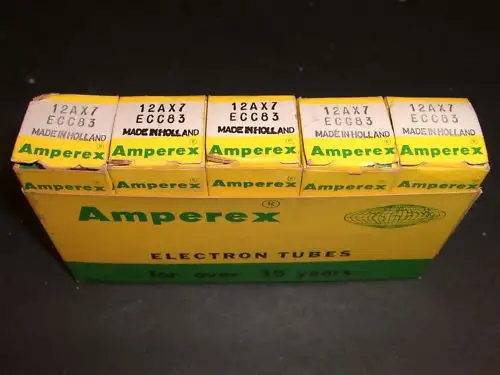 12AX7
ECC83
MADE IN HOLLAND
Amperex®
12AX7
ECC83
MADE IN HOLLAND
Amperex®
12AX7
ECC83
MADE IN HOLLAND
Amperex®
12AX7
ECC83
MADE IN HOLLAND
Amperex®
12AX7
ECC83
MADE IN HOLLAND
Amperex®
Amperex Amperex Amperex Amperex Amperex
Amperex®
ELECTRON TUBES
for over 35 years